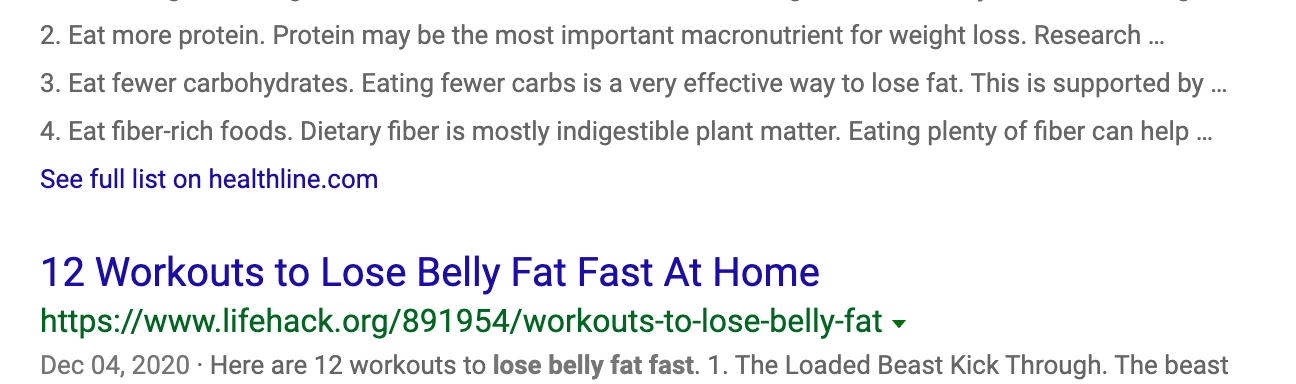 2. Eat more protein. Protein may be the most important macronutrient for weight loss. Research ...
3. Eat fewer carbohydrates. Eating fewer carbs is a very effective way to lose fat. This is supported by ...
4. Eat fiber-rich foods. Dietary fiber is mostly indigestible plant matter. Eating plenty of fiber can help ...
See full list on healthline.com
12 Workouts to Lose Belly Fat Fast At Home
https://www.lifehack.org/891954/workouts-to-lose-belly-fat
Dec 04, 2020 · Here are 12 workouts to lose belly fat fast. 1. The Loaded Beast Kick Through. The beast